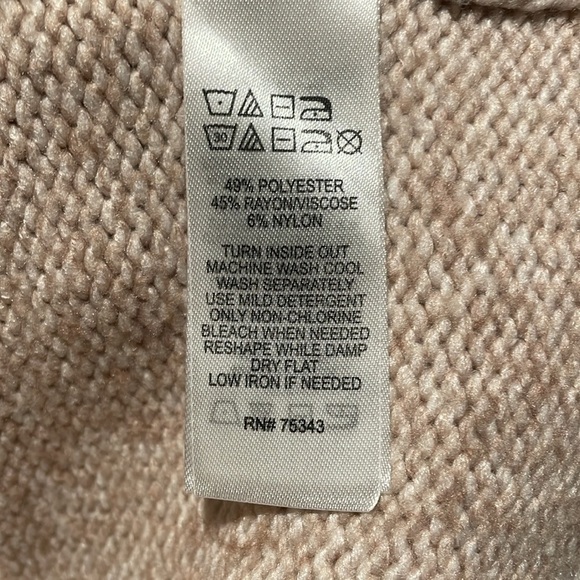 30
49% POLYESTER
45% RAYON/VISCOSE
6% NYLON
TURN INSIDE OUT
MACHINE WASH COOL
WASH SEPARATELY
USE MILD DETERGENT
ONLY NON-CHLORINE
BLEACH WHEN NEEDED
RESHAPE WHILE DAMP
DRY FLAT
LOW IRON IF NEEDED
RN# 75343